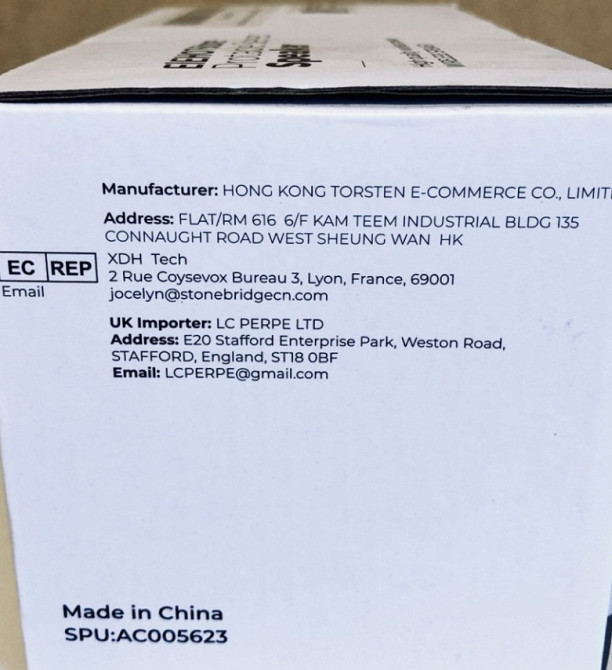 Speaker
Manufacturer: HONG KONG TORSTEN E-COMMERCE CO., LIMIT
Address: FLAT/RM 616 6/F KAM TEEM INDUSTRIAL BLDG 135
CONNAUGHT ROAD WEST SHEUNG WAN HK
EC REP
XDH Tech
2 Rue Coysevox Bureau 3, Lyon, France, 69001
Email
jocelyn@stonebridgecn.com
UK Importer: LC PERPE LTD
Address: E20 Stafford Enterprise Park, Weston Road,
STAFFORD, England, ST18 0BF
Email: LCPERPE@gmail.com
Made in China
SPU:AC005623